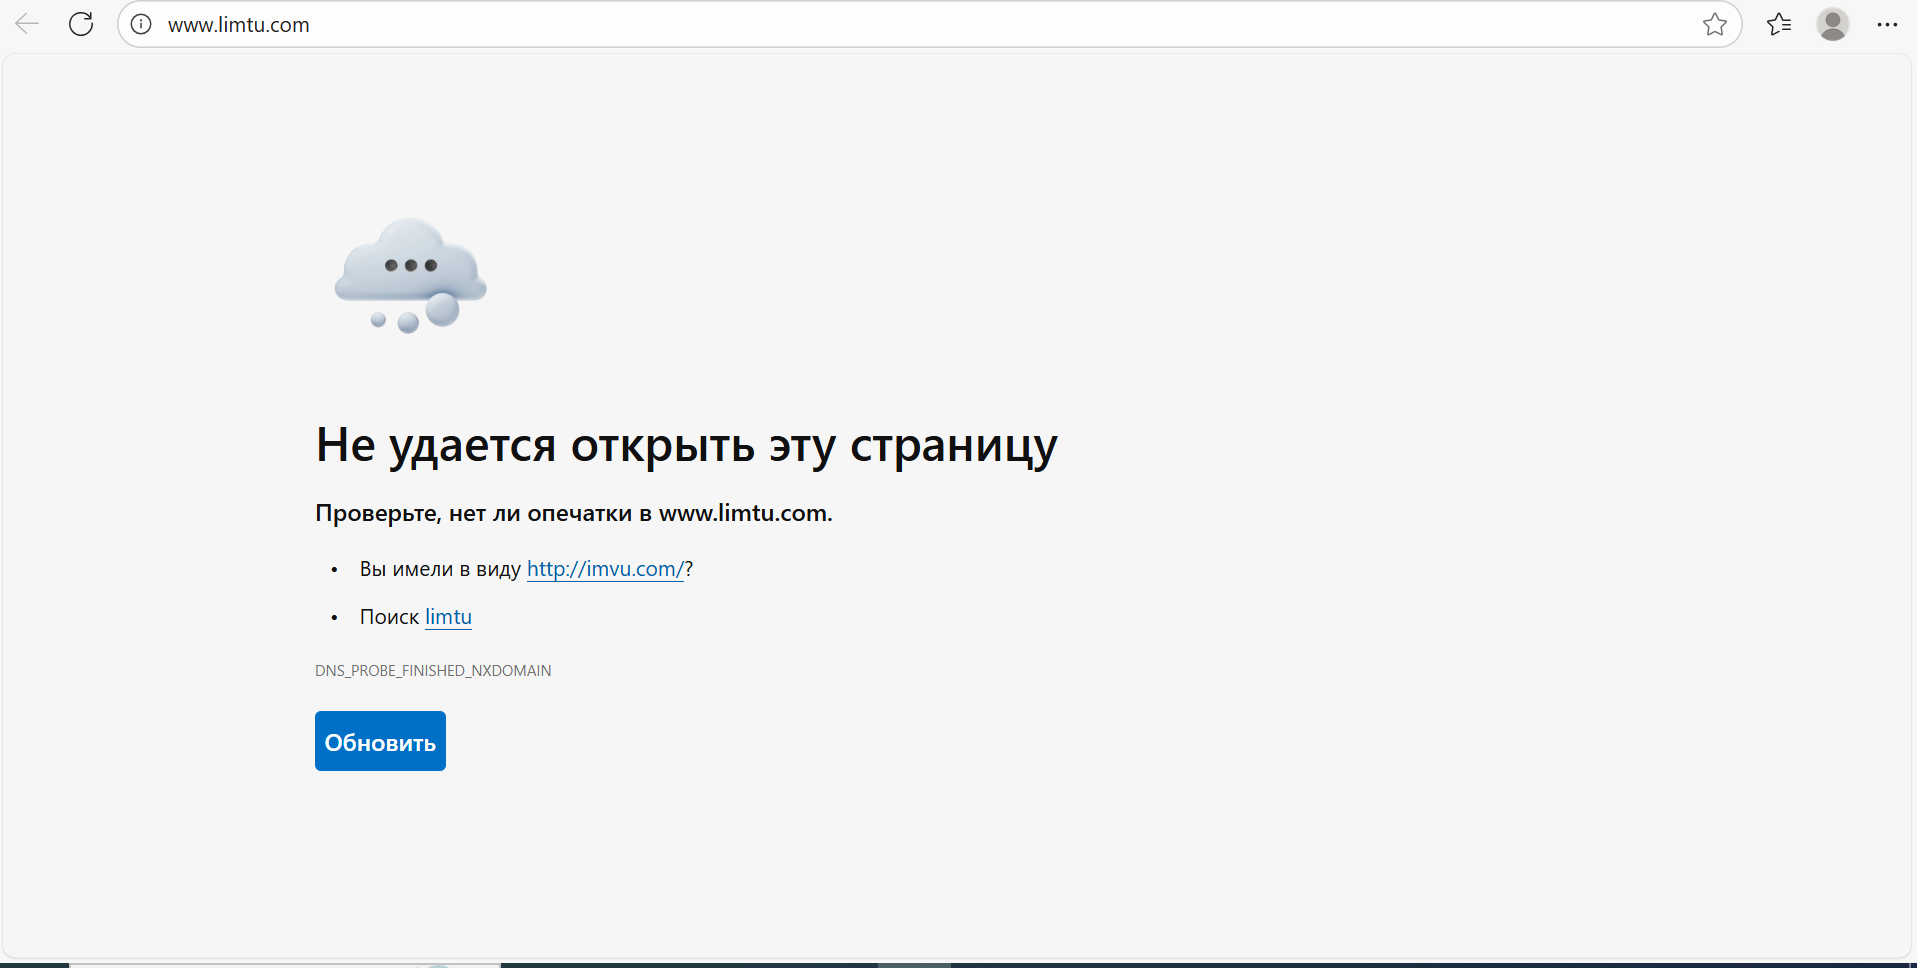 www.limtu.com
Не удается открыть эту страницу
Проверьте, нет ли опечатки в www.limtu.com.
• Вы имели в виду http://imvu.com/?
• Поиск limtu
DNS_PROBE_FINISHED_NXDOMAIN
Обновить